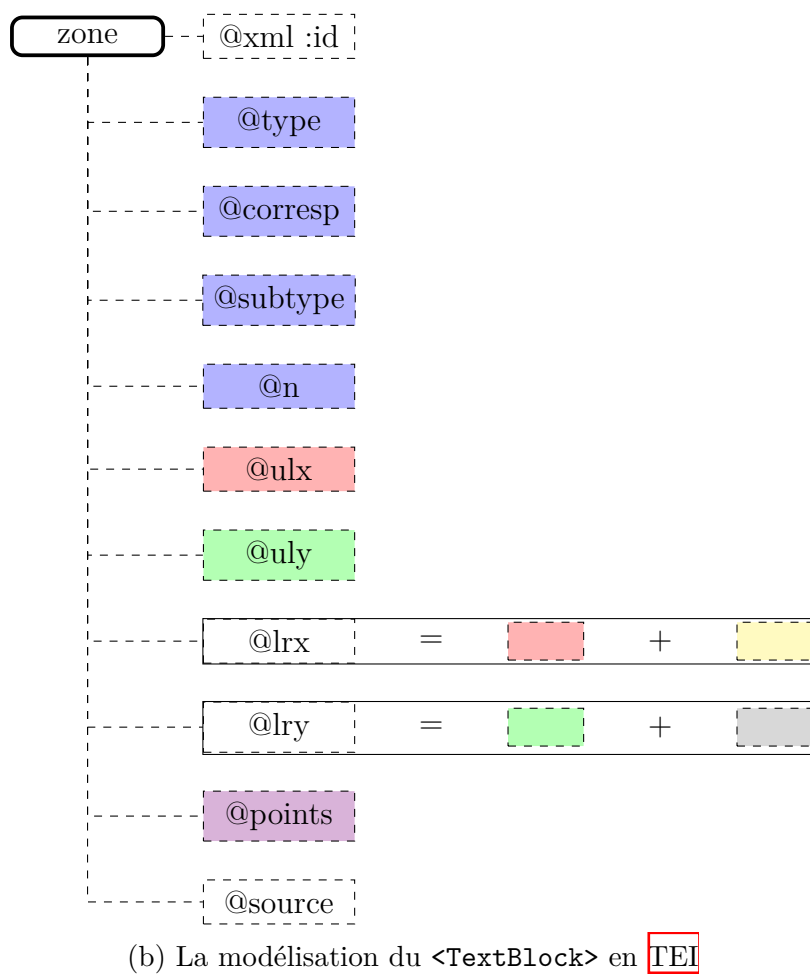 zone
@xml :id
@type
@corresp
@subtype
@n
@ulx
@uly
@lrx = +
@lry = +
@points
@source
(b) La modélisation du <TextBlock> en TEI